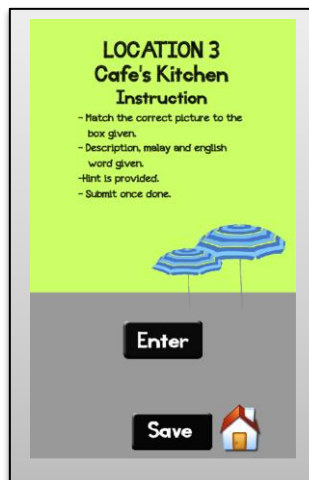 LOCATION 3
Cafe's Kitchen
Instruction
- Match the correct picture to the
box given.
- Description, malay and english
word given.
-Hint is provided.
- Submit once done.
Enter
Save